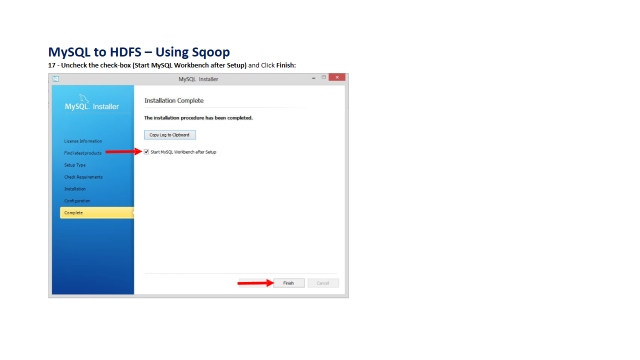 MySQL to HDFS – Using Sqoop
17 - Uncheck the check-box (Start MySQL Workbench after Setup) and Click Finish:
MySQL Installer
MySQL. Installer
Installation Complete
The installation procedure has been completed.
Copy Log to Clipboard
License Information
Find latest products
Start MySQL Workbench after Setup
Setup Type
Check Requirements
Installation
Configuration
Complete
Finish
Cancel